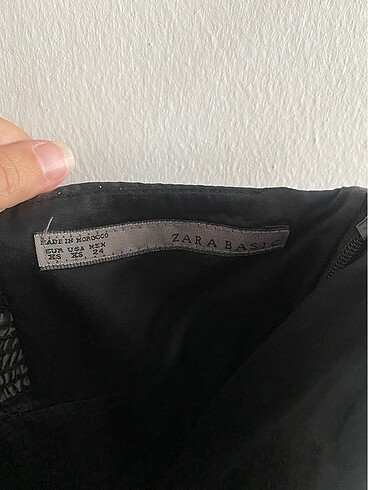 MADE IN MOROCCO
EUR USA MEX
XS XS 24
ZARA BASIC